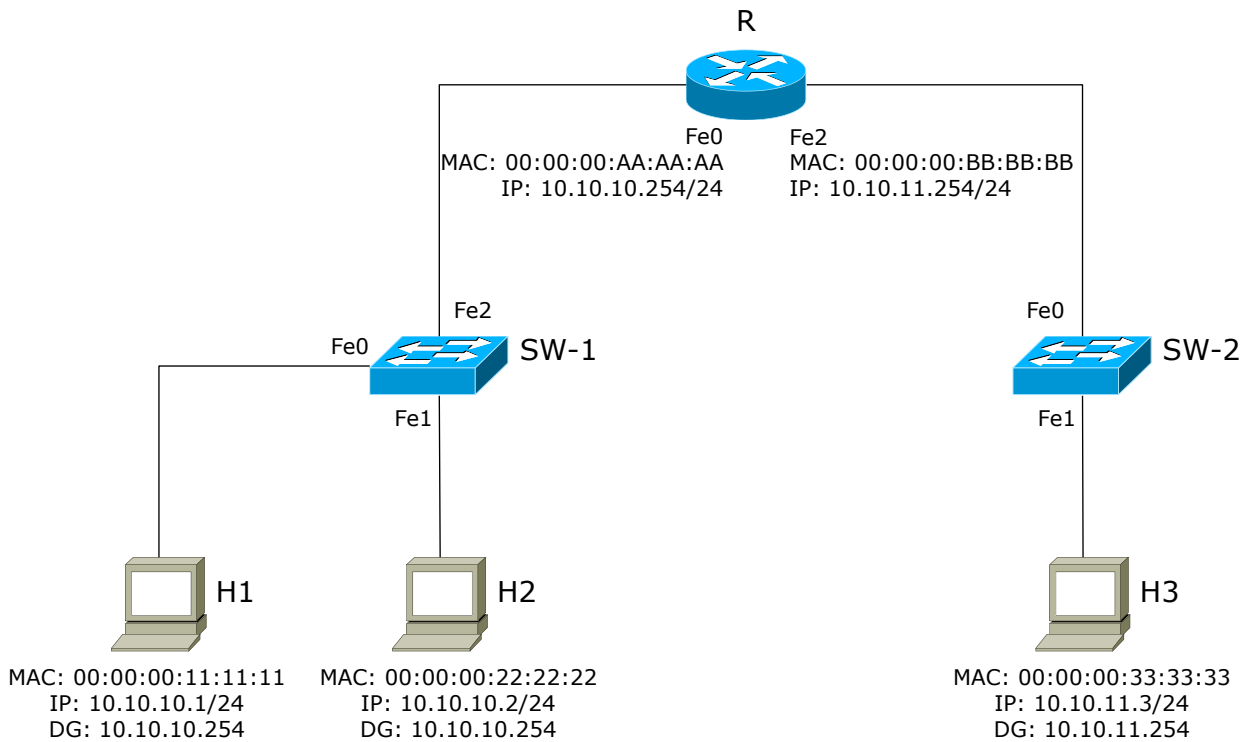 R
Fe0
MAC: 00:00:00:AA:AA:AA
IP: 10.10.10.254/24
Fe2
MAC: 00:00:00:BB:BB:BB
IP: 10.10.11.254/24
Fe2
Fe0
SW-1
Fe1
Fe0
SW-2
Fe1
H1
MAC: 00:00:00:11:11:11
IP: 10.10.10.1/24
DG: 10.10.10.254
H2
MAC: 00:00:00:22:22:22
IP: 10.10.10.2/24
DG: 10.10.10.254
H3
MAC: 00:00:00:33:33:33
IP: 10.10.11.3/24
DG: 10.10.11.254